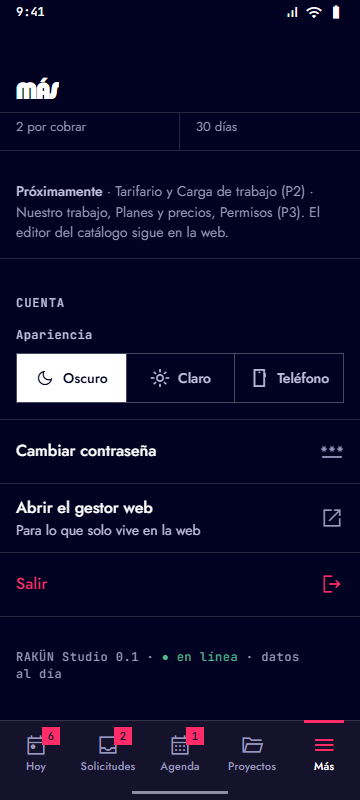 9:41
más
2 por cobrar
30 días
Próximamente · Tarifario y Carga de trabajo (P2) ·
Nuestro trabajo, Planes y precios, Permisos (P3). El
editor del catálogo sigue en la web.
CUENTA
Apariencia
Oscuro
Claro
Teléfono
Cambiar contraseña
Abrir el gestor web
Para lo que solo vive en la web
Salir
RAKÜN Studio 0.1 · ● en línea · datos
al día
6
2
1
Hoy
Solicitudes
Agenda
Proyectos
Más